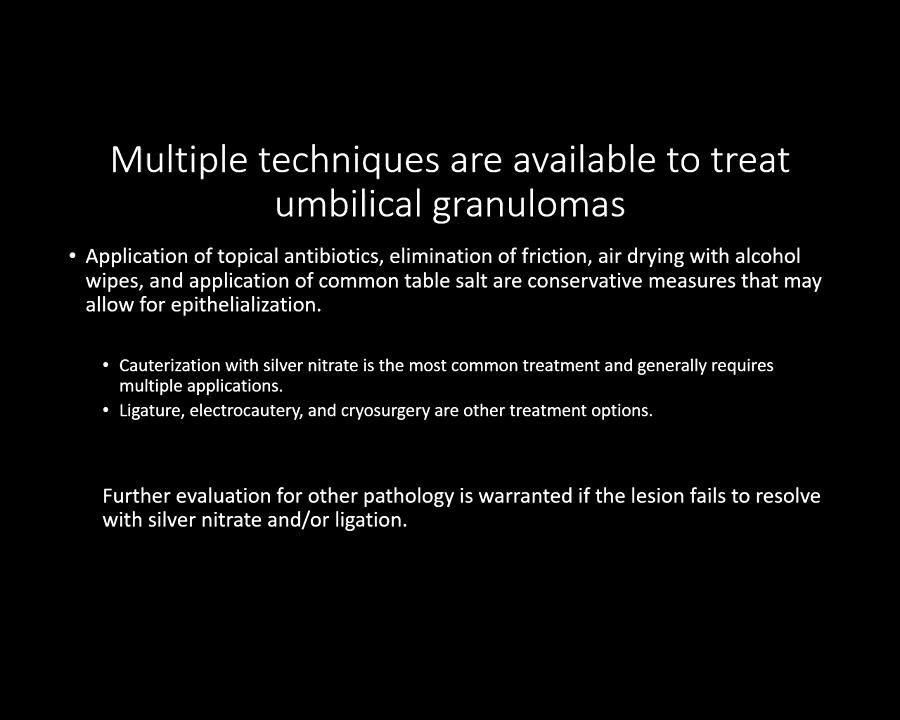 Multiple techniques are available to treat
umbilical granulomas
• Application of topical antibiotics, elimination of friction, air drying with alcohol
wipes, and application of common table salt are conservative measures that may
allow for epithelialization.
• Cauterization with silver nitrate is the most common treatment and generally requires
multiple applications.
• Ligature, electrocautery, and cryosurgery are other treatment options.
Further evaluation for other pathology is warranted if the lesion fails to resolve
with silver nitrate and/or ligation.